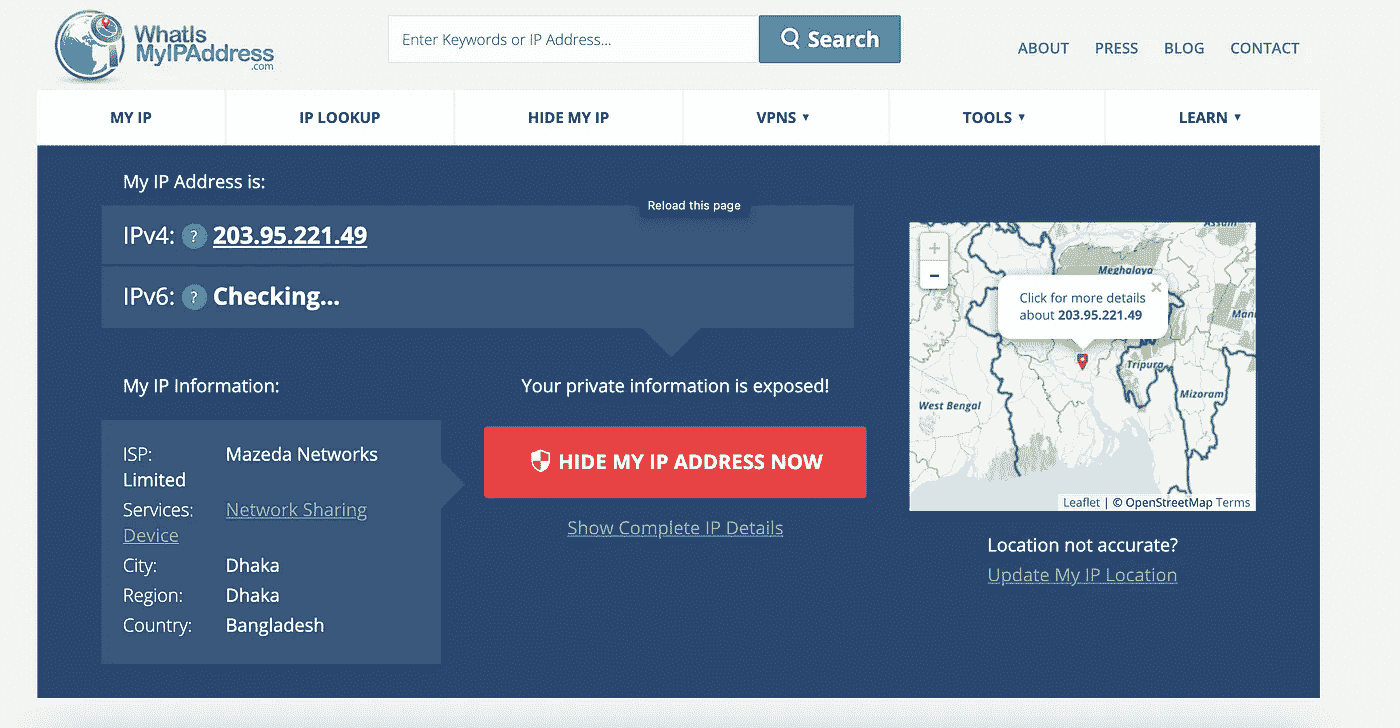 WhatIs
MyIPAddress
.com
Enter Keywords or IP Address...
Search
ABOUT PRESS BLOG CONTACT
MY IP IP LOOKUP HIDE MY IP VPNS ▾ TOOLS ▾ LEARN ▾
My IP Address is:
Reload this page
IPv4: ? 203.95.221.49
IPv6: ? Checking...
My IP Information:
ISP: Mazeda Networks
Limited
Services: Network Sharing
Device
City: Dhaka
Region: Dhaka
Country: Bangladesh
Your private information is exposed!
HIDE MY IP ADDRESS NOW
Show Complete IP Details
+
−
Assam
Meghalaya
×
Click for more details
about 203.95.221.49
Mani
Tripura
Mizoram
West Bengal
Leaflet | © OpenStreetMap Terms
Location not accurate?
Update My IP Location